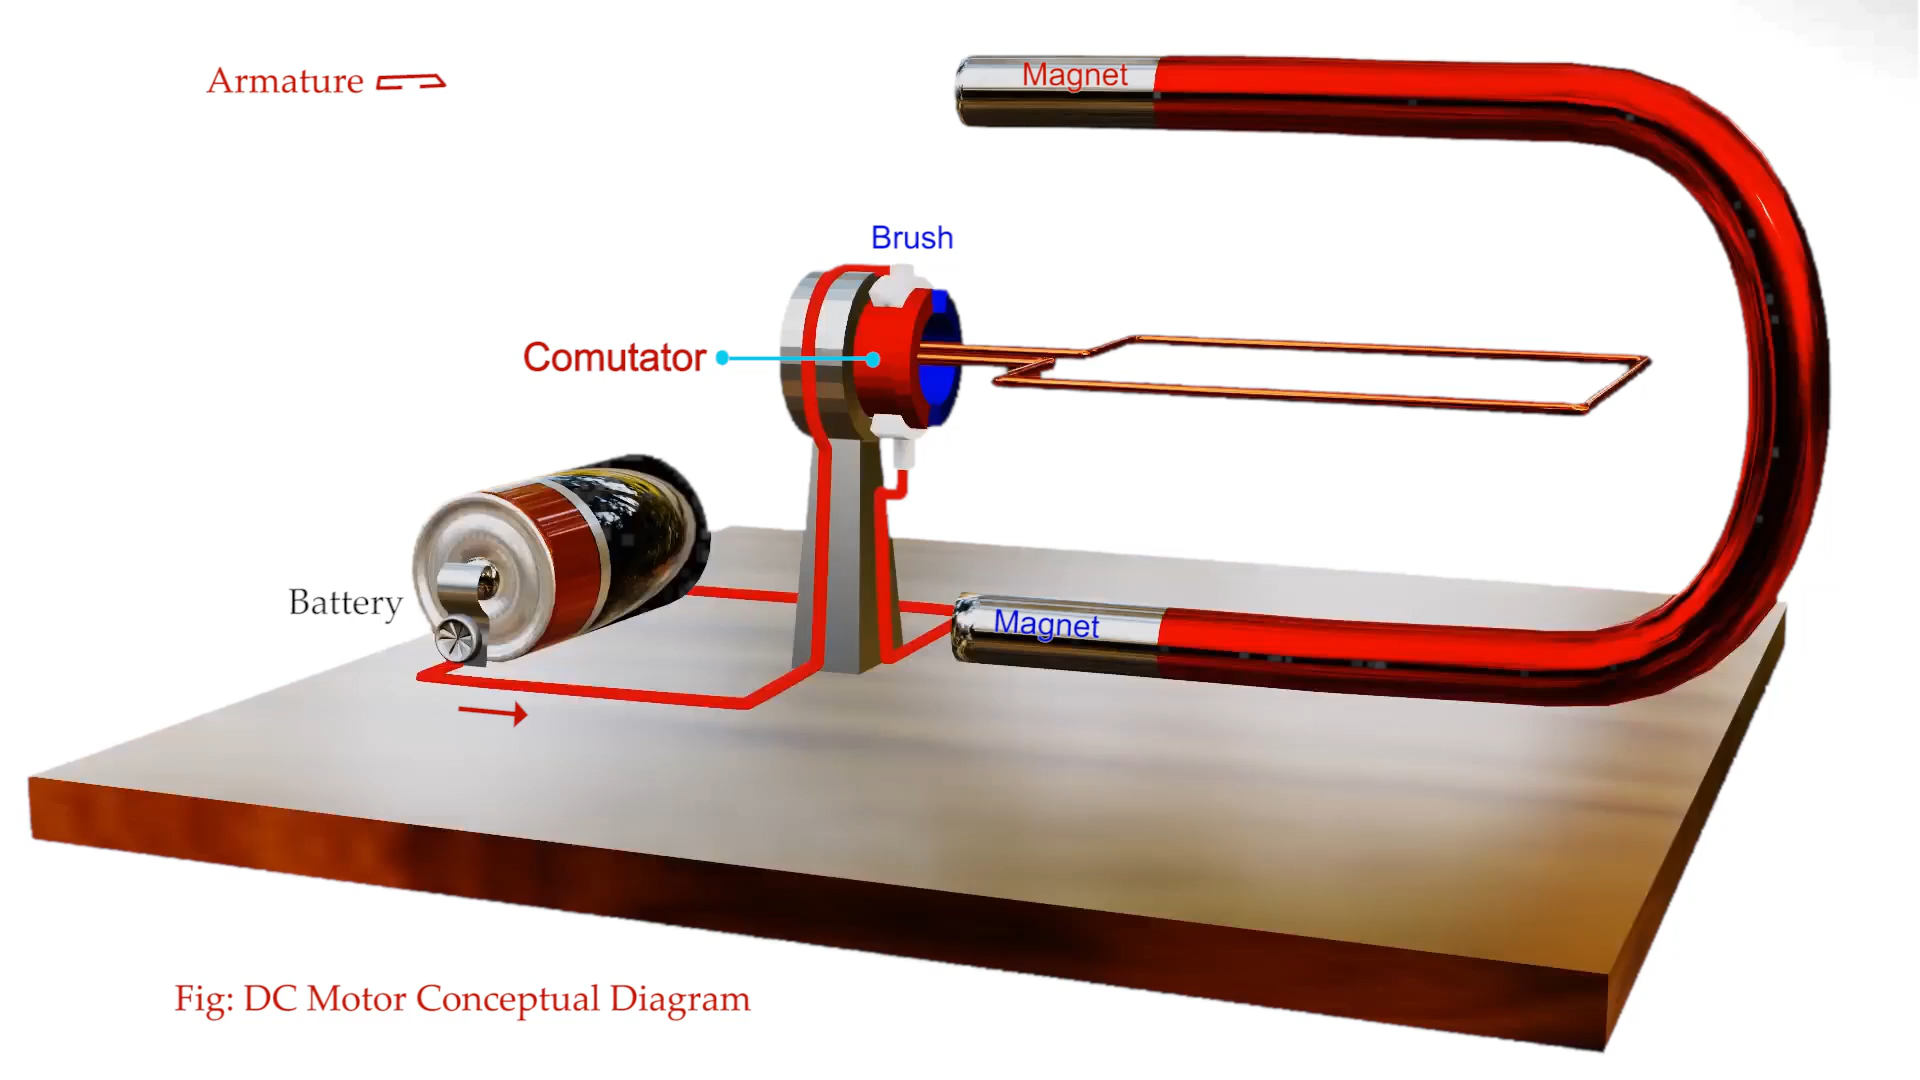 Armature
Magnet
Brush
Comutator
Battery
Magnet
Fig: DC Motor Conceptual Diagram